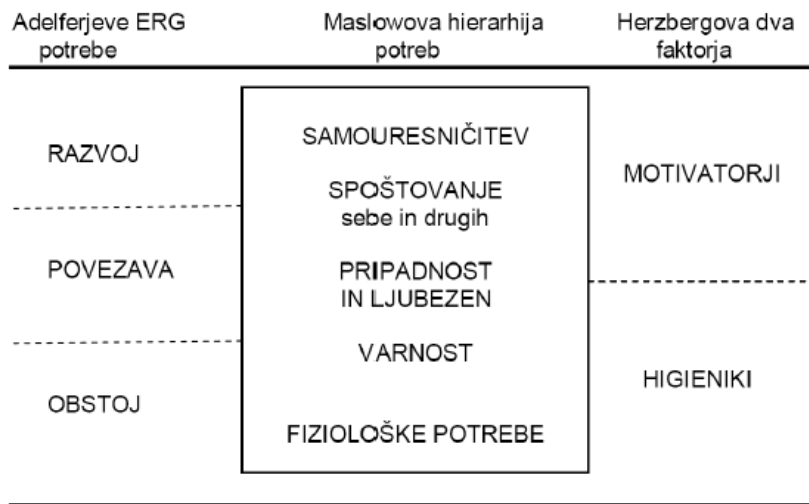 Adelferjeve ERG
potrebe
Maslowova hierarhija
potreb
Herzbergova dva
faktorja
RAZVOJ
POVEZAVA
OBSTOJ
SAMOURESNIČITEV
SPOŠTOVANJE
sebe in drugih
PRIPADNOST
IN LJUBEZEN
VARNOST
FIZIOLOŠKE POTREBE
MOTIVATORJI
HIGIENIKI